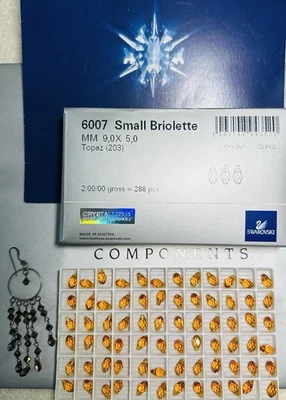 6007 Small Briolette
MM 9,0X 5,0
Topaz (203)
2.00/00 gross = 288 pcs
MADE IN AUSTRIA
SWAROVSKI
COMPONENTS